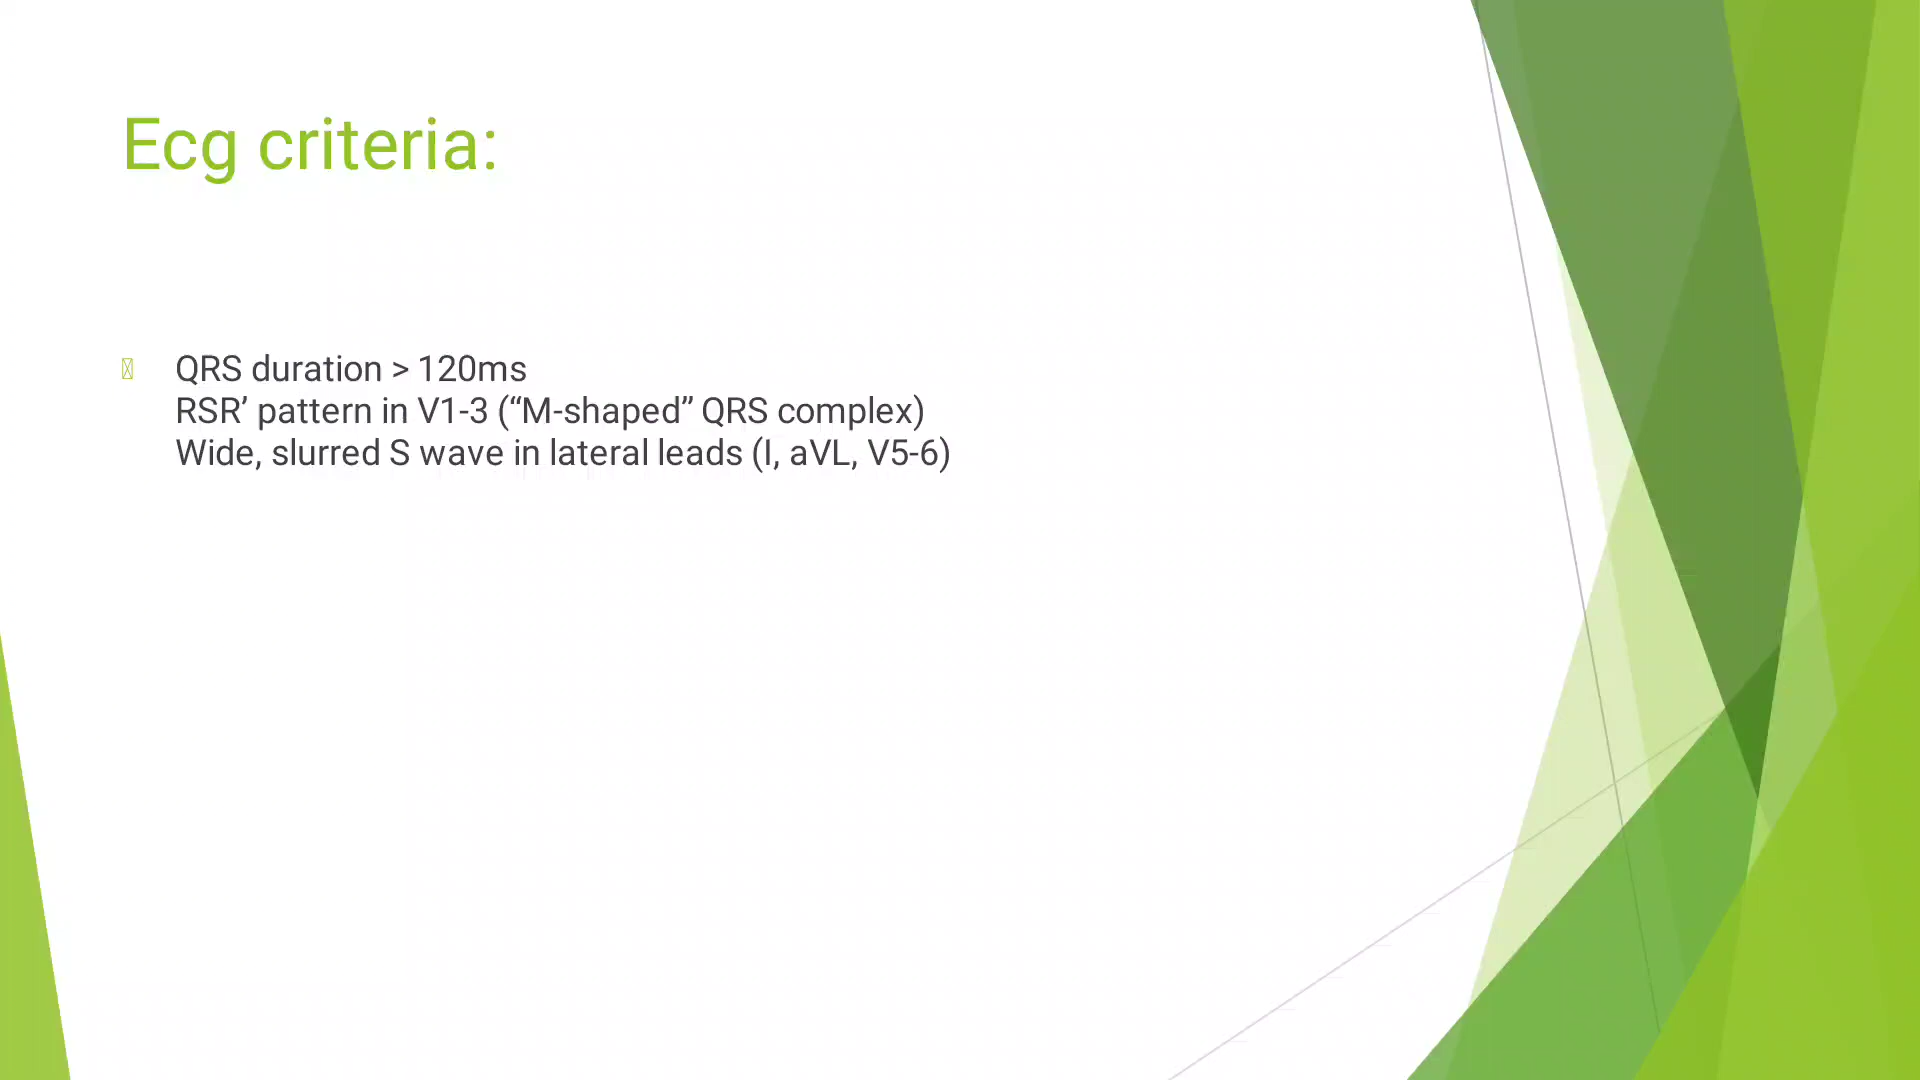 Ecg criteria:
QRS duration > 120ms
RSR’ pattern in V1-3 (“M-shaped” QRS complex)
Wide, slurred S wave in lateral leads (I, aVL, V5-6)